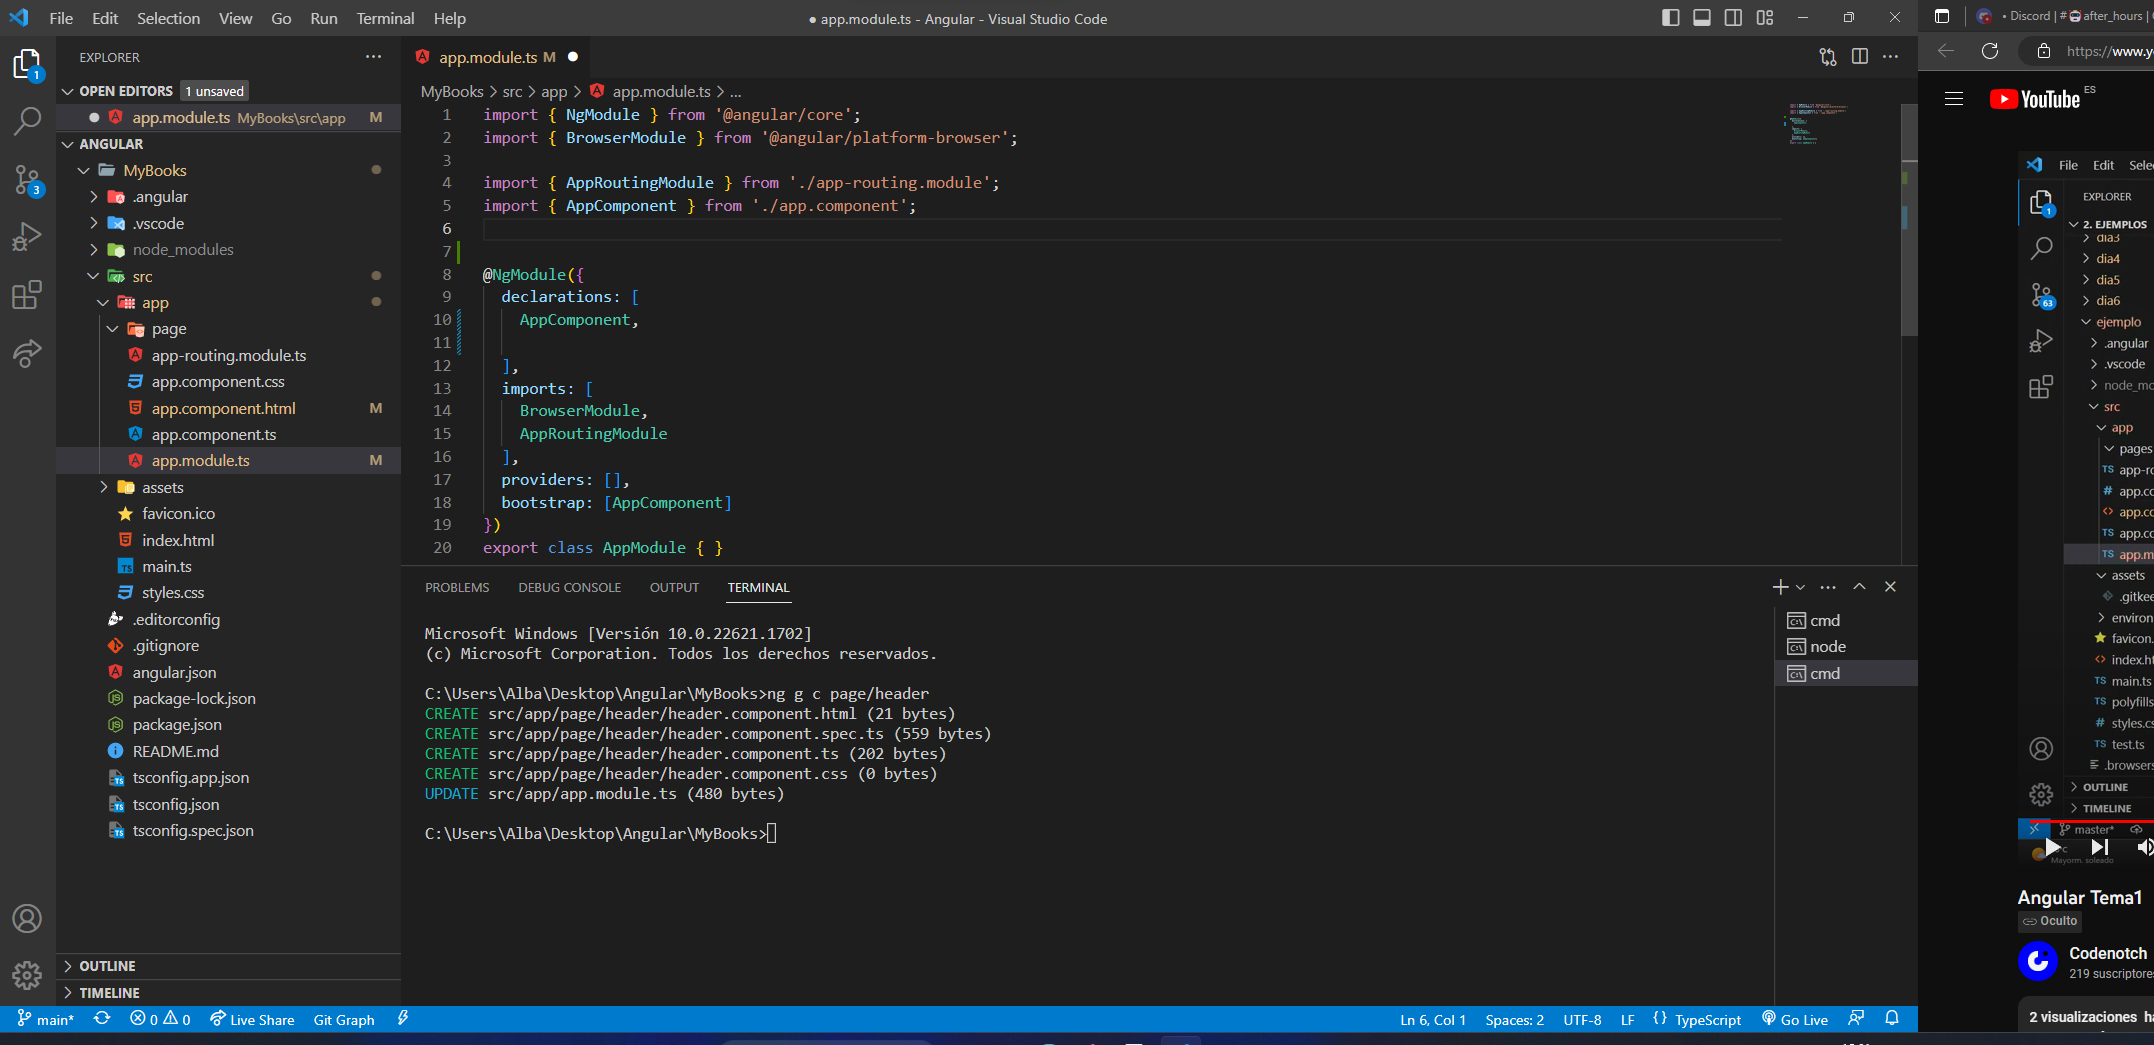 File Edit Selection View Go Run Terminal Help
● app.module.ts - Angular - Visual Studio Code
EXPLORER
OPEN EDITORS 1 unsaved
app.module.ts MyBooks\src\app M
ANGULAR
MyBooks
.angular
.vscode
node_modules
src
app
page
app-routing.module.ts
app.component.css
app.component.html M
app.component.ts
app.module.ts M
assets
favicon.ico
index.html
main.ts
styles.css
.editorconfig
.gitignore
angular.json
package-lock.json
package.json
README.md
tsconfig.app.json
tsconfig.json
tsconfig.spec.json
OUTLINE
TIMELINE
1
3
app.module.ts M
MyBooks > src > app > app.module.ts > ...
1 import { NgModule } from '@angular/core';
2 import { BrowserModule } from '@angular/platform-browser';
3
4 import { AppRoutingModule } from './app-routing.module';
5 import { AppComponent } from './app.component';
6
7
8 @NgModule({
9 declarations: [
10 AppComponent,
11
12 ],
13 imports: [
14 BrowserModule,
15 AppRoutingModule
16 ],
17 providers: [],
18 bootstrap: [AppComponent]
19 })
20 export class AppModule { }
PROBLEMS DEBUG CONSOLE OUTPUT TERMINAL
Microsoft Windows [Versión 10.0.22621.1702]
(c) Microsoft Corporation. Todos los derechos reservados.
C:\Users\Alba\Desktop\Angular\MyBooks>ng g c page/header
CREATE src/app/page/header/header.component.html (21 bytes)
CREATE src/app/page/header/header.component.spec.ts (559 bytes)
CREATE src/app/page/header/header.component.ts (202 bytes)
CREATE src/app/page/header/header.component.css (0 bytes)
UPDATE src/app/app.module.ts (480 bytes)
C:\Users\Alba\Desktop\Angular\MyBooks>
cmd
node
cmd
main* 0 0 Live Share Git Graph
Ln 6, Col 1 Spaces: 2 UTF-8 LF {} TypeScript Go Live
• Discord | # after_hours |
https://www.y
YouTube ES
File Edit Sele
EXPLORER
2. EJEMPLOS
dia3
dia4
dia5
dia6
ejemplo
.angular
.vscode
node_mo
src
app
pages
app-ro
app.co
app.co
app.co
app.m
assets
.gitkee
environ
favicon.
index.ht
main.ts
polyfills
styles.cs
test.ts
.browsers
OUTLINE
TIMELINE
1
63
master*
Mayorm. soleado
Angular Tema1
Oculto
Codenotch
219 suscriptores
2 visualizaciones ha